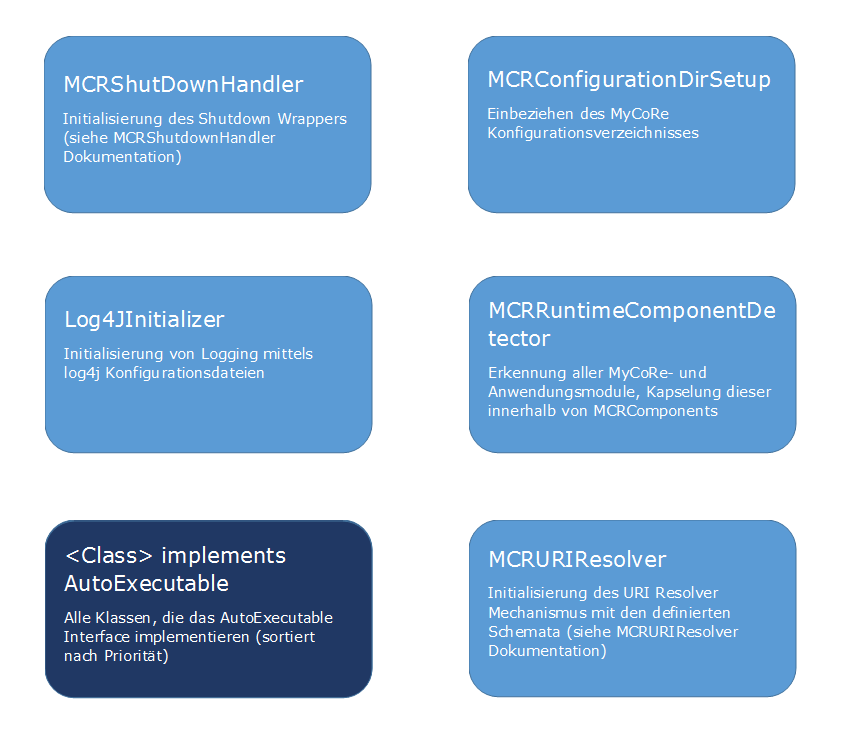 MCRShutDownHandler
Initialisierung des Shutdown Wrappers
(siehe MCRShutdownHandler
Dokumentation)
MCRConfigurationDirSetup
Einbeziehen des MyCoRe
Konfigurationsverzeichnisses
Log4JInitializer
Initialisierung von Logging mittels
log4j Konfigurationsdateien
MCRRuntimeComponentDe
tector
Erkennung aller MyCoRe- und
Anwendungsmodule, Kapselung dieser
innerhalb von MCRComponents
<Class> implements
AutoExecutable
Alle Klassen, die das AutoExecutable
Interface implementieren (sortiert
nach Priorität)
MCRURIResolver
Initialisierung des URI Resolver
Mechanismus mit den definierten
Schemata (siehe MCRURIResolver
Dokumentation)